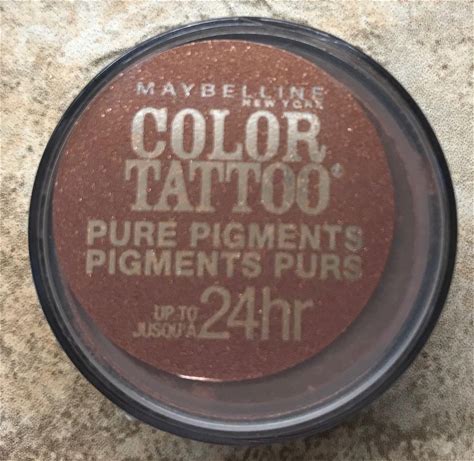 MAYBELLINE
NEW YORK
COLOR
TATTOO®
PURE PIGMENTS
PIGMENTS PURS
UP TO
JUSQU'À 24hr